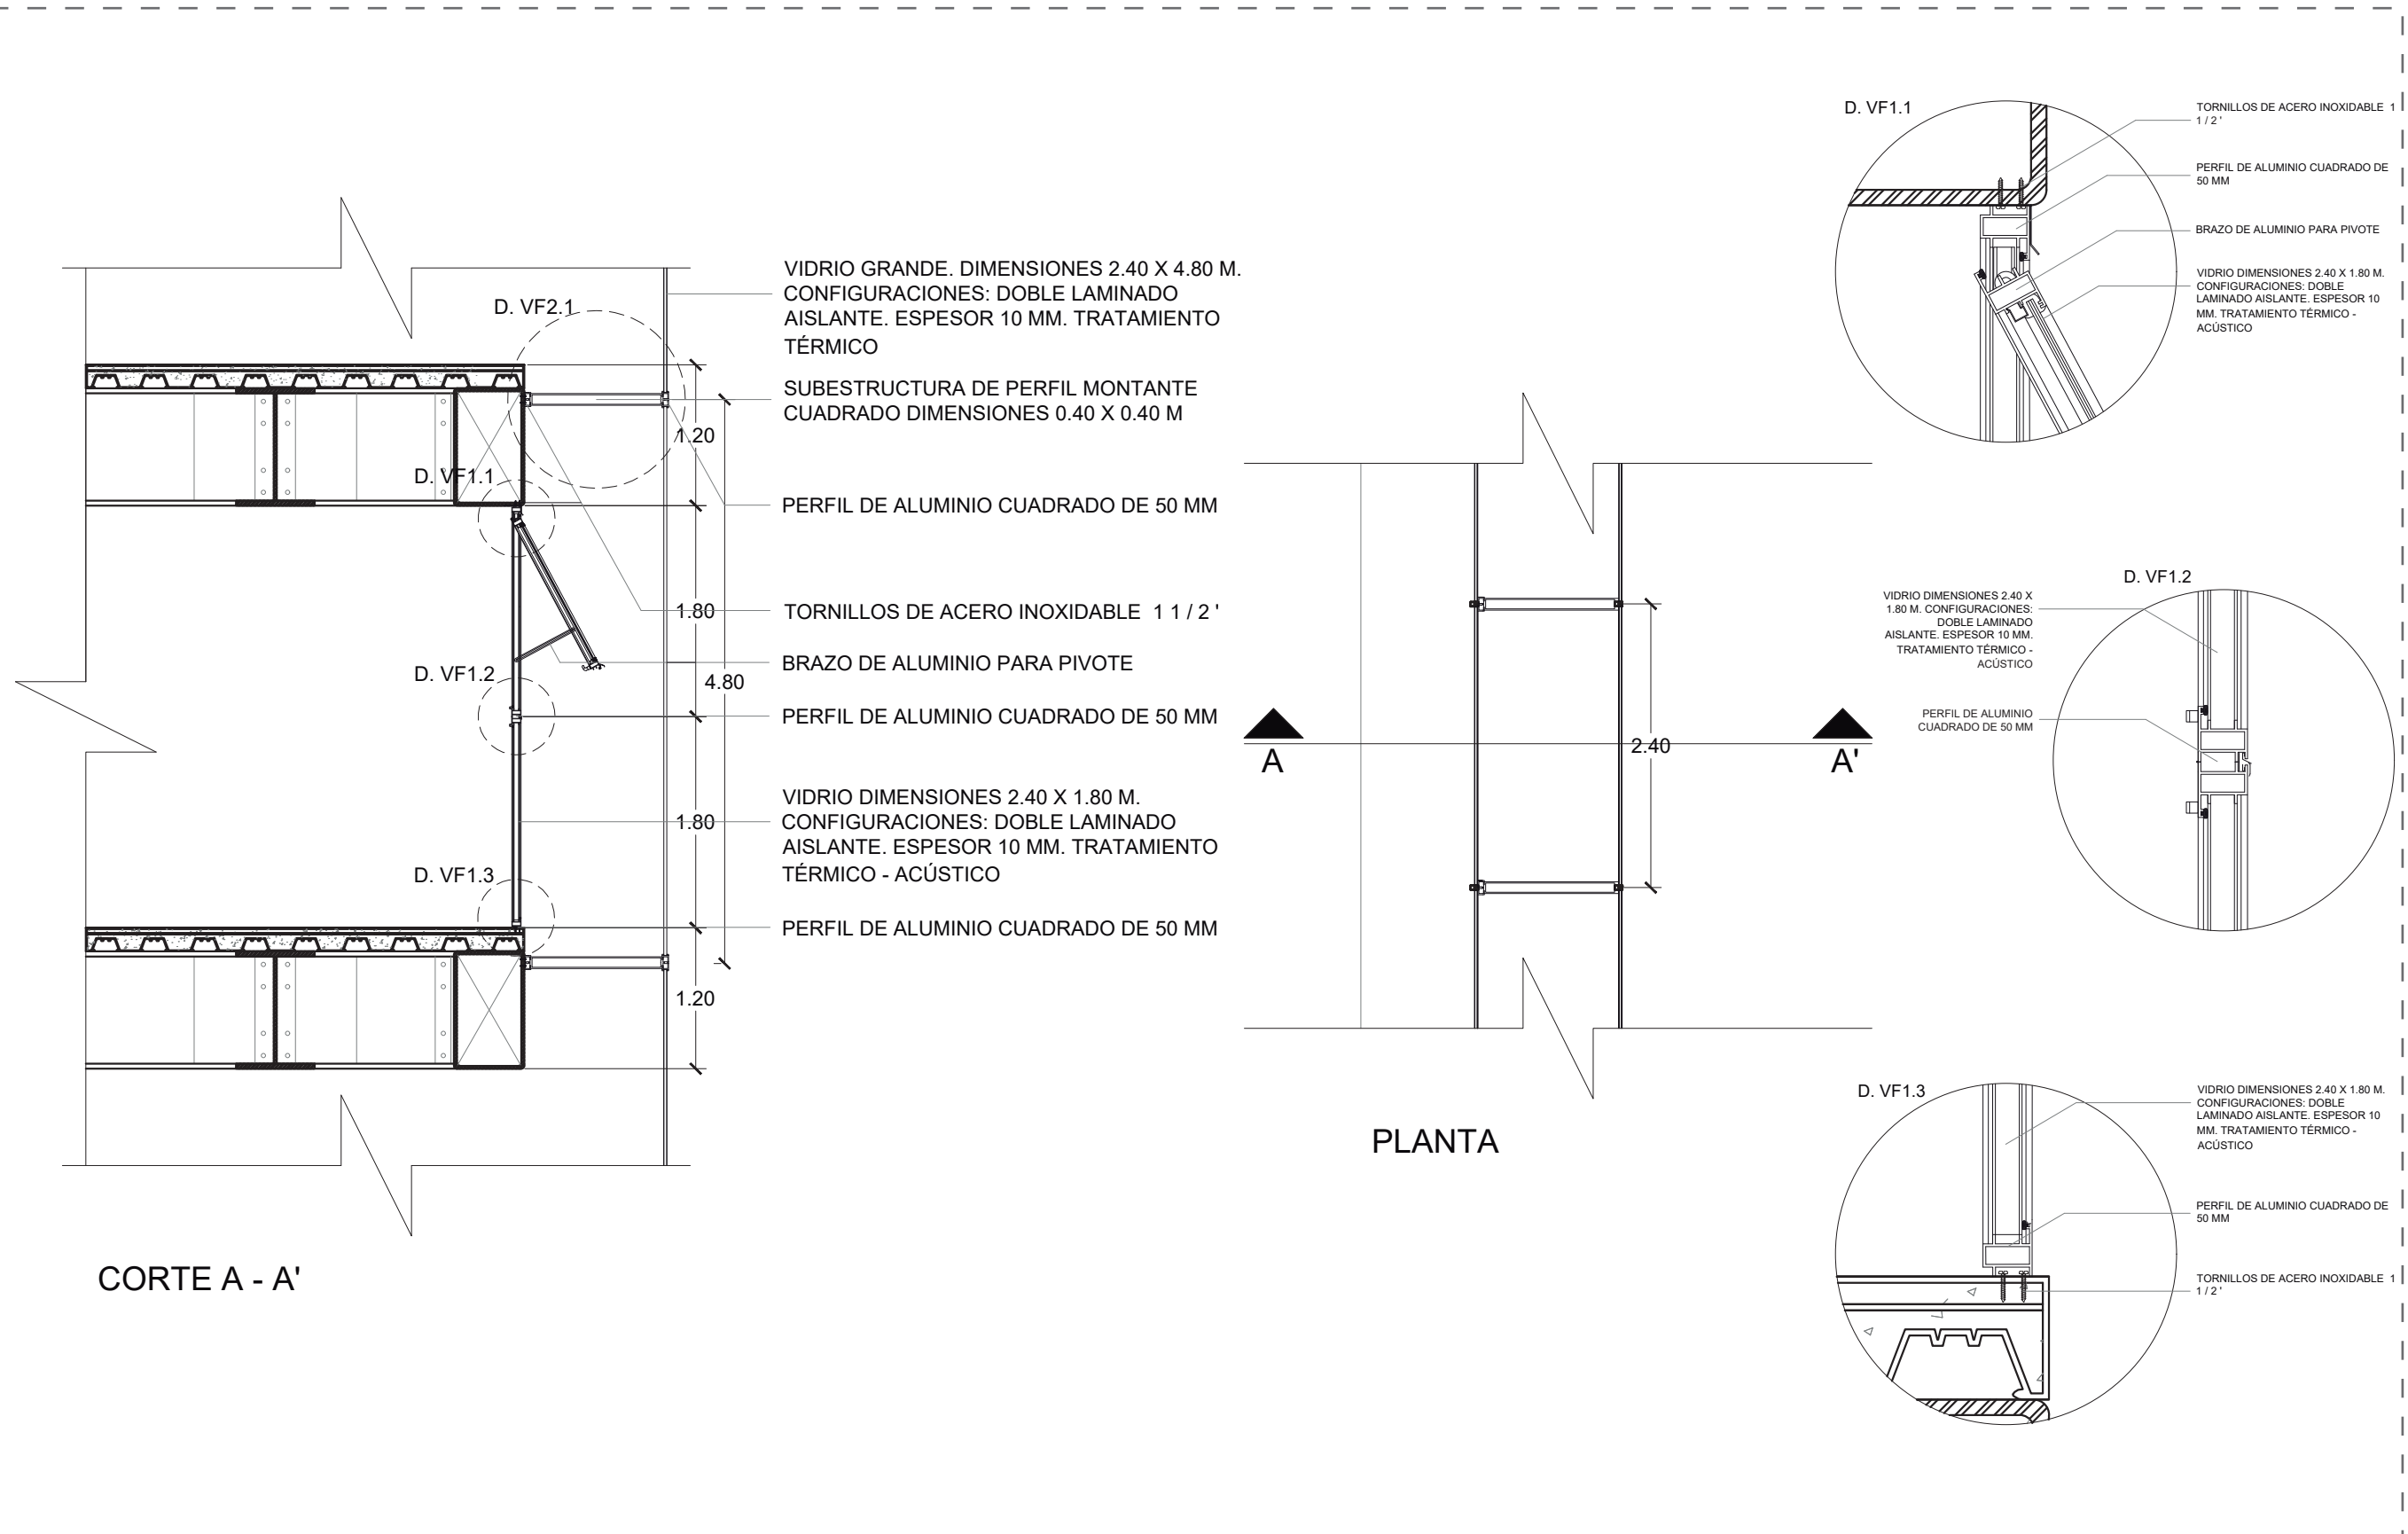 D. VF2.1
D. VF1.1
D. VF1.2
D. VF1.3
1.20
1.80
4.80
1.80
1.20
VIDRIO GRANDE. DIMENSIONES 2.40 X 4.80 M.
CONFIGURACIONES: DOBLE LAMINADO
AISLANTE. ESPESOR 10 MM. TRATAMIENTO
TÉRMICO
SUBESTRUCTURA DE PERFIL MONTANTE
CUADRADO DIMENSIONES 0.40 X 0.40 M
PERFIL DE ALUMINIO CUADRADO DE 50 MM
TORNILLOS DE ACERO INOXIDABLE 1 1 / 2 '
BRAZO DE ALUMINIO PARA PIVOTE
PERFIL DE ALUMINIO CUADRADO DE 50 MM
VIDRIO DIMENSIONES 2.40 X 1.80 M.
CONFIGURACIONES: DOBLE LAMINADO
AISLANTE. ESPESOR 10 MM. TRATAMIENTO
TÉRMICO - ACÚSTICO
PERFIL DE ALUMINIO CUADRADO DE 50 MM
CORTE A - A'
A
A'
2.40
PLANTA
D. VF1.1
TORNILLOS DE ACERO INOXIDABLE 1
1 / 2 '
PERFIL DE ALUMINIO CUADRADO DE
50 MM
BRAZO DE ALUMINIO PARA PIVOTE
VIDRIO DIMENSIONES 2.40 X 1.80 M.
CONFIGURACIONES: DOBLE
LAMINADO AISLANTE. ESPESOR 10
MM. TRATAMIENTO TÉRMICO -
ACÚSTICO
D. VF1.2
VIDRIO DIMENSIONES 2.40 X
1.80 M. CONFIGURACIONES:
DOBLE LAMINADO
AISLANTE. ESPESOR 10 MM.
TRATAMIENTO TÉRMICO -
ACÚSTICO
PERFIL DE ALUMINIO
CUADRADO DE 50 MM
D. VF1.3
VIDRIO DIMENSIONES 2.40 X 1.80 M.
CONFIGURACIONES: DOBLE
LAMINADO AISLANTE. ESPESOR 10
MM. TRATAMIENTO TÉRMICO -
ACÚSTICO
PERFIL DE ALUMINIO CUADRADO DE
50 MM
TORNILLOS DE ACERO INOXIDABLE 1
1 / 2 '